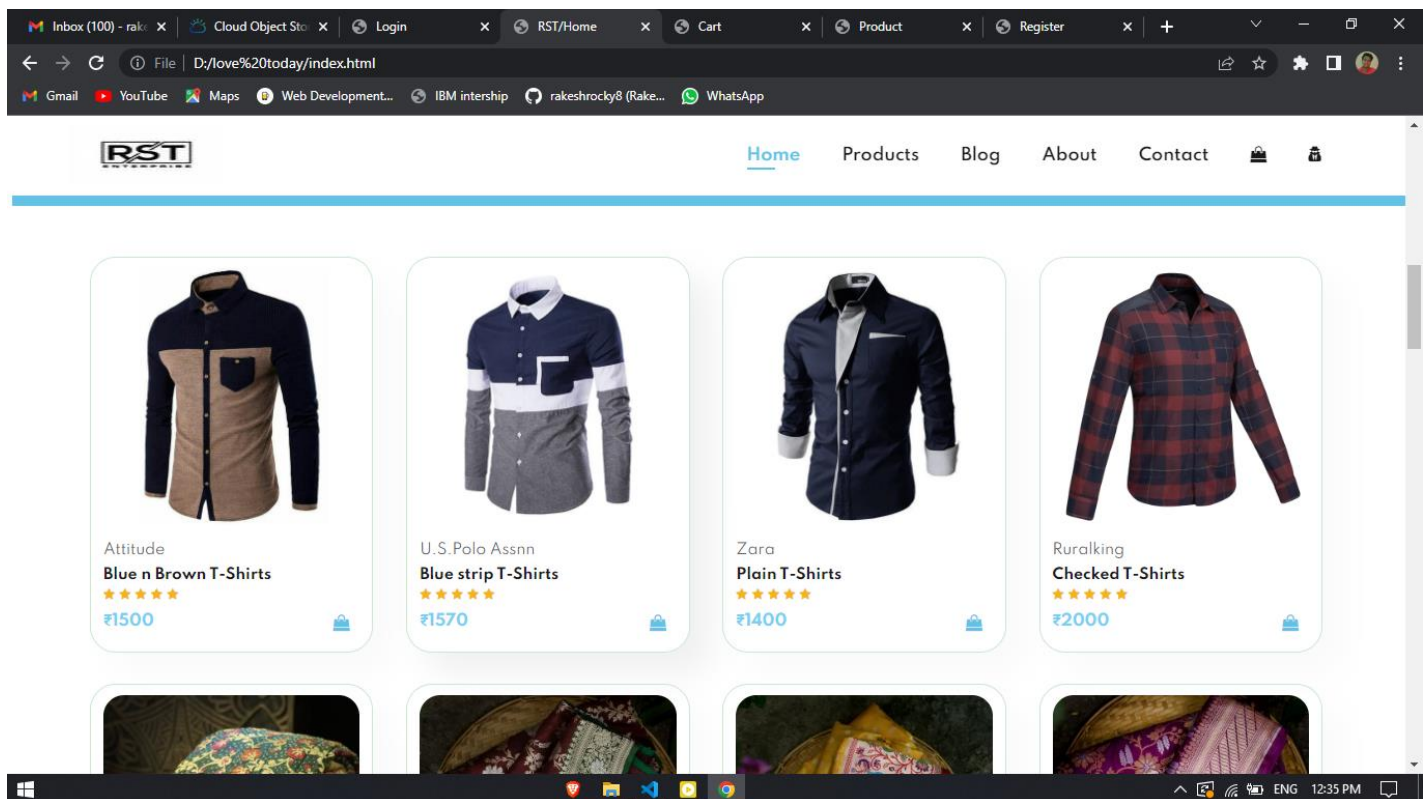 Inbox (100) - rake
Cloud Object Sto
Login
RST/Home
Cart
Product
Register
File
D:/love%20today/index.html
Gmail
YouTube
Maps
Web Development...
IBM intership
rakeshrocky8 (Rake...
WhatsApp
RST
ENTERPRISE
Home
Products
Blog
About
Contact
Attitude
Blue n Brown T-Shirts
₹1500
U.S.Polo Assnn
Blue strip T-Shirts
₹1570
Zara
Plain T-Shirts
₹1400
Ruralking
Checked T-Shirts
₹2000
ENG
12:35 PM